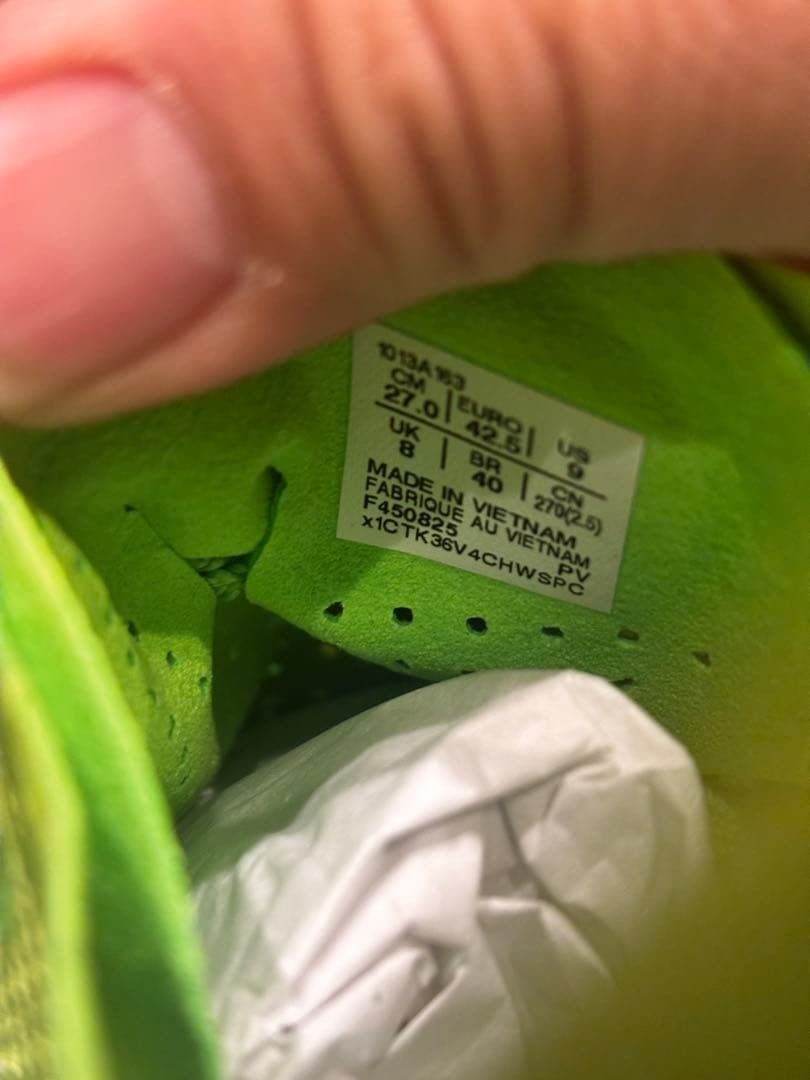 1013A163
CM 27.0 | EURO 42.5 | US 9
UK 8 | BR 40 | CN 270(2.5)
MADE IN VIETNAM
FABRIQUE AU VIETNAM
F450825 PV
x1CTK36V4CHWSPC